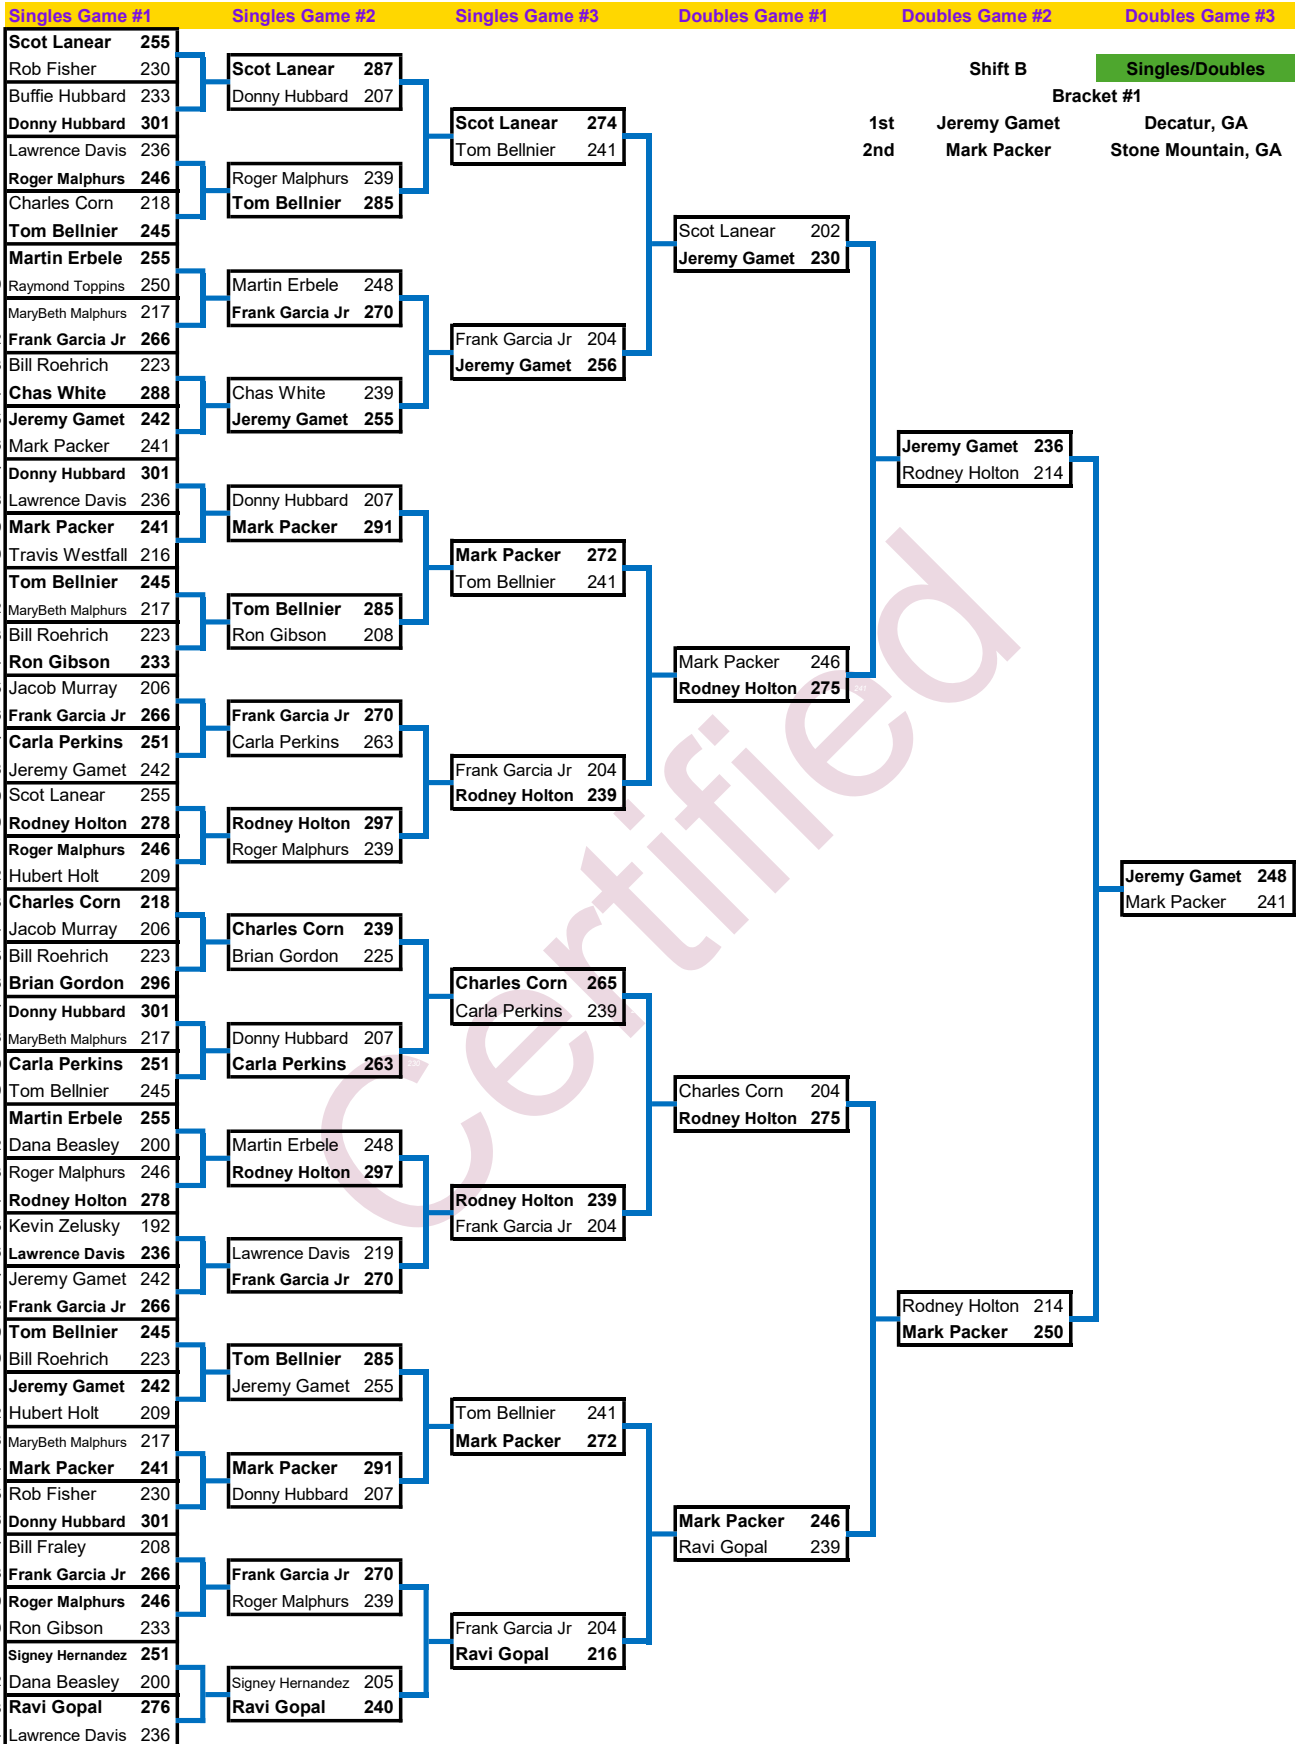 Singles Game #1 Singles Game #2 Singles Game #3 Doubles Game #1 Doubles Game #2 Doubles Game #3
Shift B Singles/Doubles
Bracket #1
1st Jeremy Gamet Decatur, GA
2nd Mark Packer Stone Mountain, GA
Scot Lanear 255
Rob Fisher 230
Buffie Hubbard 233
Donny Hubbard 301
Lawrence Davis 236
Roger Malphurs 246
Charles Corn 218
Tom Bellnier 245
Martin Erbele 255
Raymond Toppins 250
MaryBeth Malphurs 217
Frank Garcia Jr 266
Bill Roehrich 223
Chas White 288
Jeremy Gamet 242
Mark Packer 241
Donny Hubbard 301
Lawrence Davis 236
Mark Packer 241
Travis Westfall 216
Tom Bellnier 245
MaryBeth Malphurs 217
Bill Roehrich 223
Ron Gibson 233
Jacob Murray 206
Frank Garcia Jr 266
Carla Perkins 251
Jeremy Gamet 242
Scot Lanear 255
Rodney Holton 278
Roger Malphurs 246
Hubert Holt 209
Charles Corn 218
Jacob Murray 206
Bill Roehrich 223
Brian Gordon 296
Donny Hubbard 301
MaryBeth Malphurs 217
Carla Perkins 251
Tom Bellnier 245
Martin Erbele 255
Dana Beasley 200
Roger Malphurs 246
Rodney Holton 278
Kevin Zelusky 192
Lawrence Davis 236
Jeremy Gamet 242
Frank Garcia Jr 266
Tom Bellnier 245
Bill Roehrich 223
Jeremy Gamet 242
Hubert Holt 209
MaryBeth Malphurs 217
Mark Packer 241
Rob Fisher 230
Donny Hubbard 301
Bill Fraley 208
Frank Garcia Jr 266
Roger Malphurs 246
Ron Gibson 233
Signey Hernandez 251
Dana Beasley 200
Ravi Gopal 276
Lawrence Davis 236
Scot Lanear 287
Donny Hubbard 207
Roger Malphurs 239
Tom Bellnier 285
Martin Erbele 248
Frank Garcia Jr 270
Chas White 239
Jeremy Gamet 255
Donny Hubbard 207
Mark Packer 291
Tom Bellnier 285
Ron Gibson 208
Frank Garcia Jr 270
Carla Perkins 263
Rodney Holton 297
Roger Malphurs 239
Charles Corn 239
Brian Gordon 225
Donny Hubbard 207
Carla Perkins 263
Martin Erbele 248
Rodney Holton 297
Lawrence Davis 219
Frank Garcia Jr 270
Tom Bellnier 285
Jeremy Gamet 255
Mark Packer 291
Donny Hubbard 207
Frank Garcia Jr 270
Roger Malphurs 239
Signey Hernandez 205
Ravi Gopal 240
Scot Lanear 274
Tom Bellnier 241
Frank Garcia Jr 204
Jeremy Gamet 256
Mark Packer 272
Tom Bellnier 241
Frank Garcia Jr 204
Rodney Holton 239
Charles Corn 265
Carla Perkins 239
Rodney Holton 239
Frank Garcia Jr 204
Tom Bellnier 241
Mark Packer 272
Frank Garcia Jr 204
Ravi Gopal 216
Scot Lanear 202
Jeremy Gamet 230
Mark Packer 246
Rodney Holton 275
Charles Corn 204
Rodney Holton 275
Mark Packer 246
Ravi Gopal 239
Jeremy Gamet 236
Rodney Holton 214
Rodney Holton 214
Mark Packer 250
Jeremy Gamet 248
Mark Packer 241
Certified